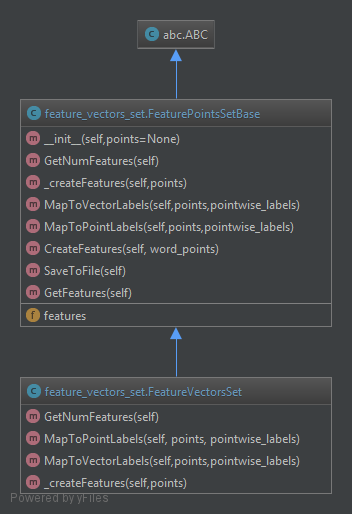 abc.ABC
feature_vectors_set.FeaturePointsSetBase
__init__(self,points=None)
GetNumFeatures(self)
_createFeatures(self,points)
MapToVectorLabels(self,points,pointwise_labels)
MapToPointLabels(self,points,pointwise_labels)
CreateFeatures(self, word_points)
SaveToFile(self)
GetFeatures(self)
features
feature_vectors_set.FeatureVectorsSet
GetNumFeatures(self)
MapToPointLabels(self, points, pointwise_labels)
MapToVectorLabels(self,points,pointwise_labels)
_createFeatures(self,points)
Powered by yFiles